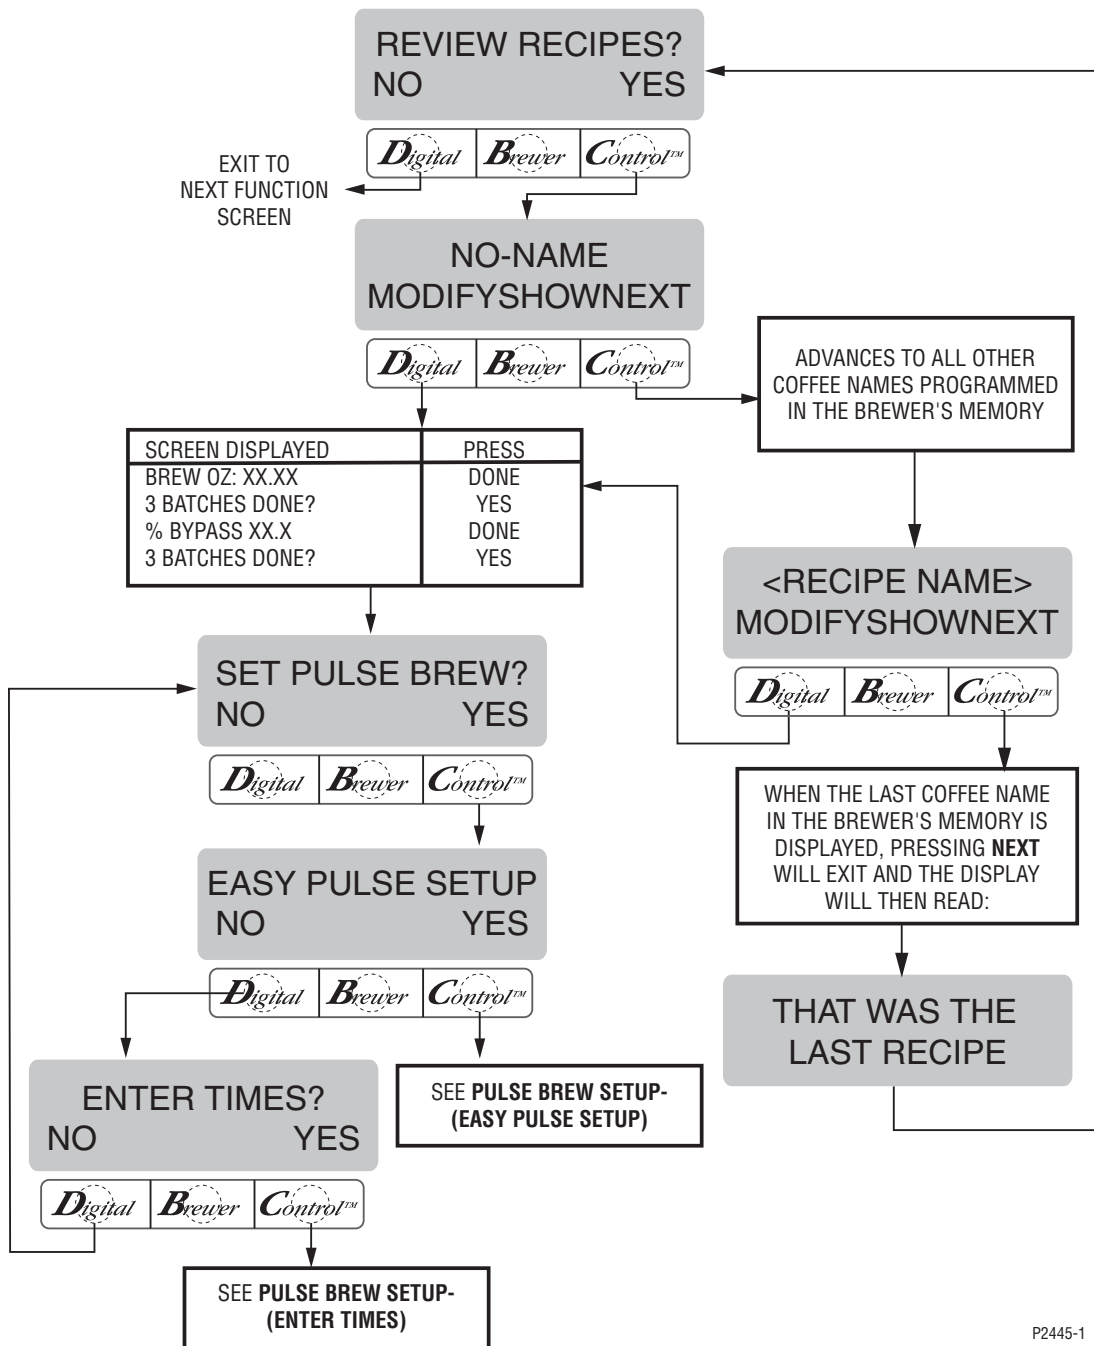 REVIEW RECIPES?
NO YES
Digital Brewer Control™
EXIT TO
NEXT FUNCTION
SCREEN
NO-NAME
MODIFYSHOWNEXT
Digital Brewer Control™
ADVANCES TO ALL OTHER
COFFEE NAMES PROGRAMMED
IN THE BREWER'S MEMORY
SCREEN DISPLAYED PRESS
BREW OZ: XX.XX DONE
3 BATCHES DONE? YES
% BYPASS XX.X DONE
3 BATCHES DONE? YES
<RECIPE NAME>
MODIFYSHOWNEXT
Digital Brewer Control™
SET PULSE BREW?
NO YES
Digital Brewer Control™
WHEN THE LAST COFFEE NAME
IN THE BREWER'S MEMORY IS
DISPLAYED, PRESSING NEXT
WILL EXIT AND THE DISPLAY
WILL THEN READ:
EASY PULSE SETUP
NO YES
Digital Brewer Control™
THAT WAS THE
LAST RECIPE
ENTER TIMES?
NO YES
Digital Brewer Control™
SEE PULSE BREW SETUP-
(EASY PULSE SETUP)
SEE PULSE BREW SETUP-
(ENTER TIMES)
P2445-1